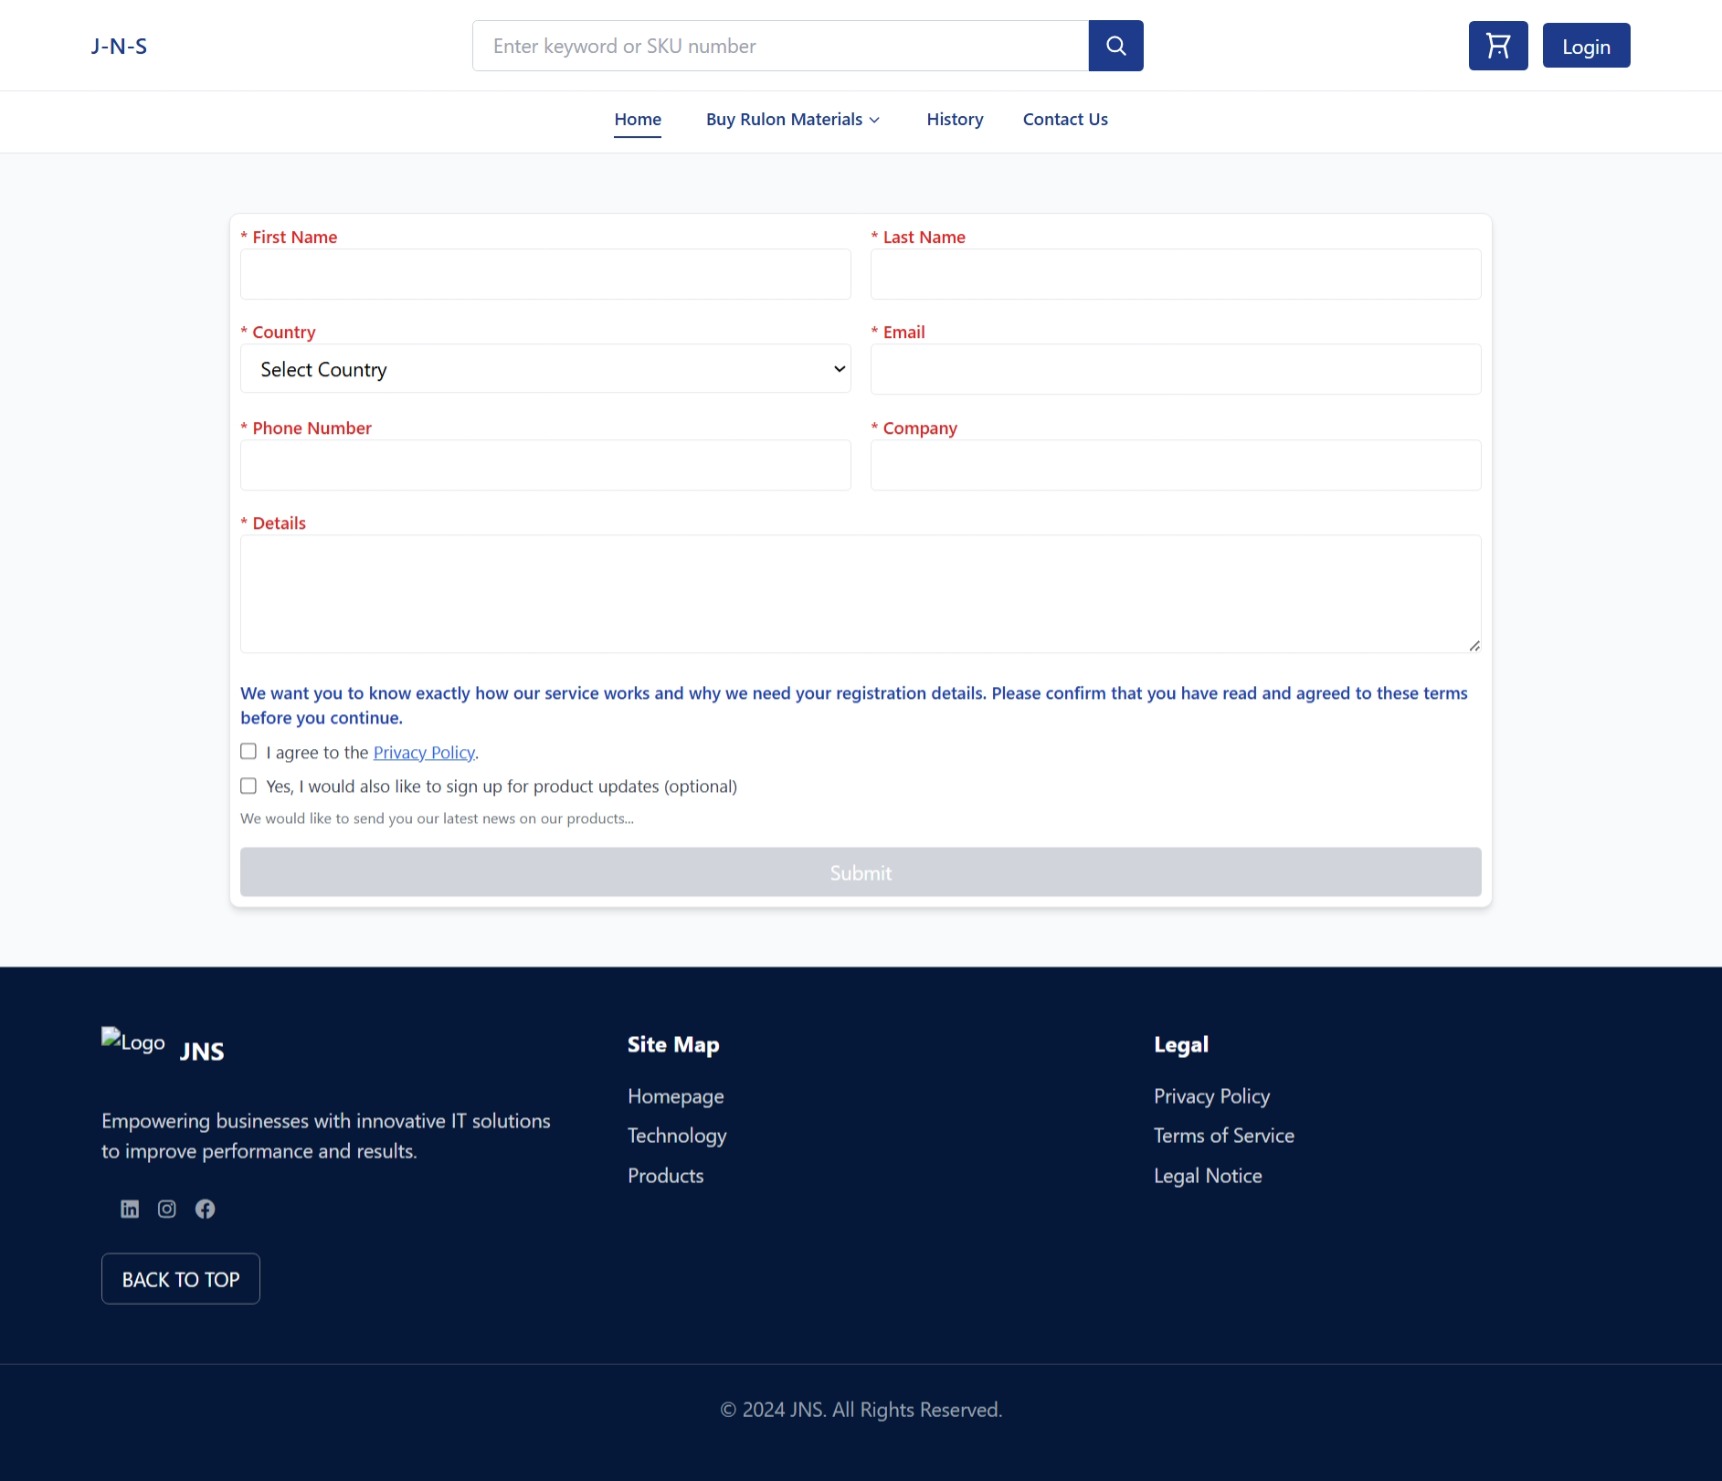 J-N-S
Enter keyword or SKU number
Login
Home
Buy Rulon Materials
History
Contact Us
* First Name
* Last Name
* Country
Select Country
* Email
* Phone Number
* Company
* Details
We want you to know exactly how our service works and why we need your registration details. Please confirm that you have read and agreed to these terms
before you continue.
I agree to the Privacy Policy.
Yes, I would also like to sign up for product updates (optional)
We would like to send you our latest news on our products...
Submit
Logo
JNS
Empowering businesses with innovative IT solutions
to improve performance and results.
BACK TO TOP
Site Map
Homepage
Technology
Products
Legal
Privacy Policy
Terms of Service
Legal Notice
© 2024 JNS. All Rights Reserved.